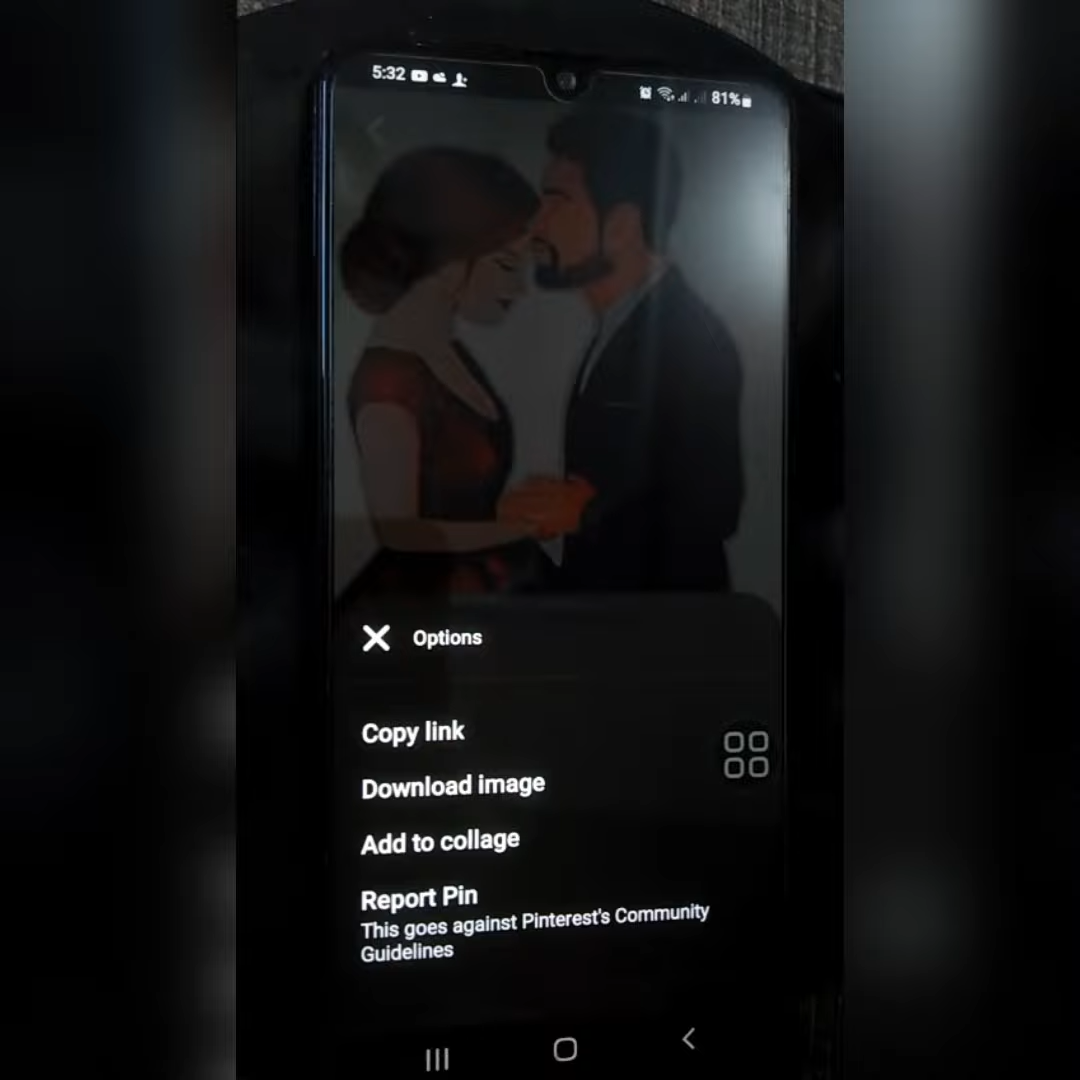 5:32
81%
Options
Copy link
Download image
Add to collage
Report Pin
This goes against Pinterest's Community
Guidelines